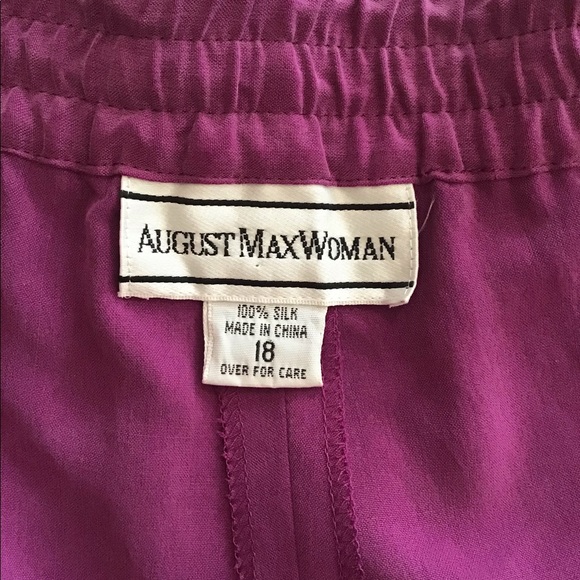 AUGUST MAX WOMAN
100% SILK
MADE IN CHINA
18
OVER FOR CARE